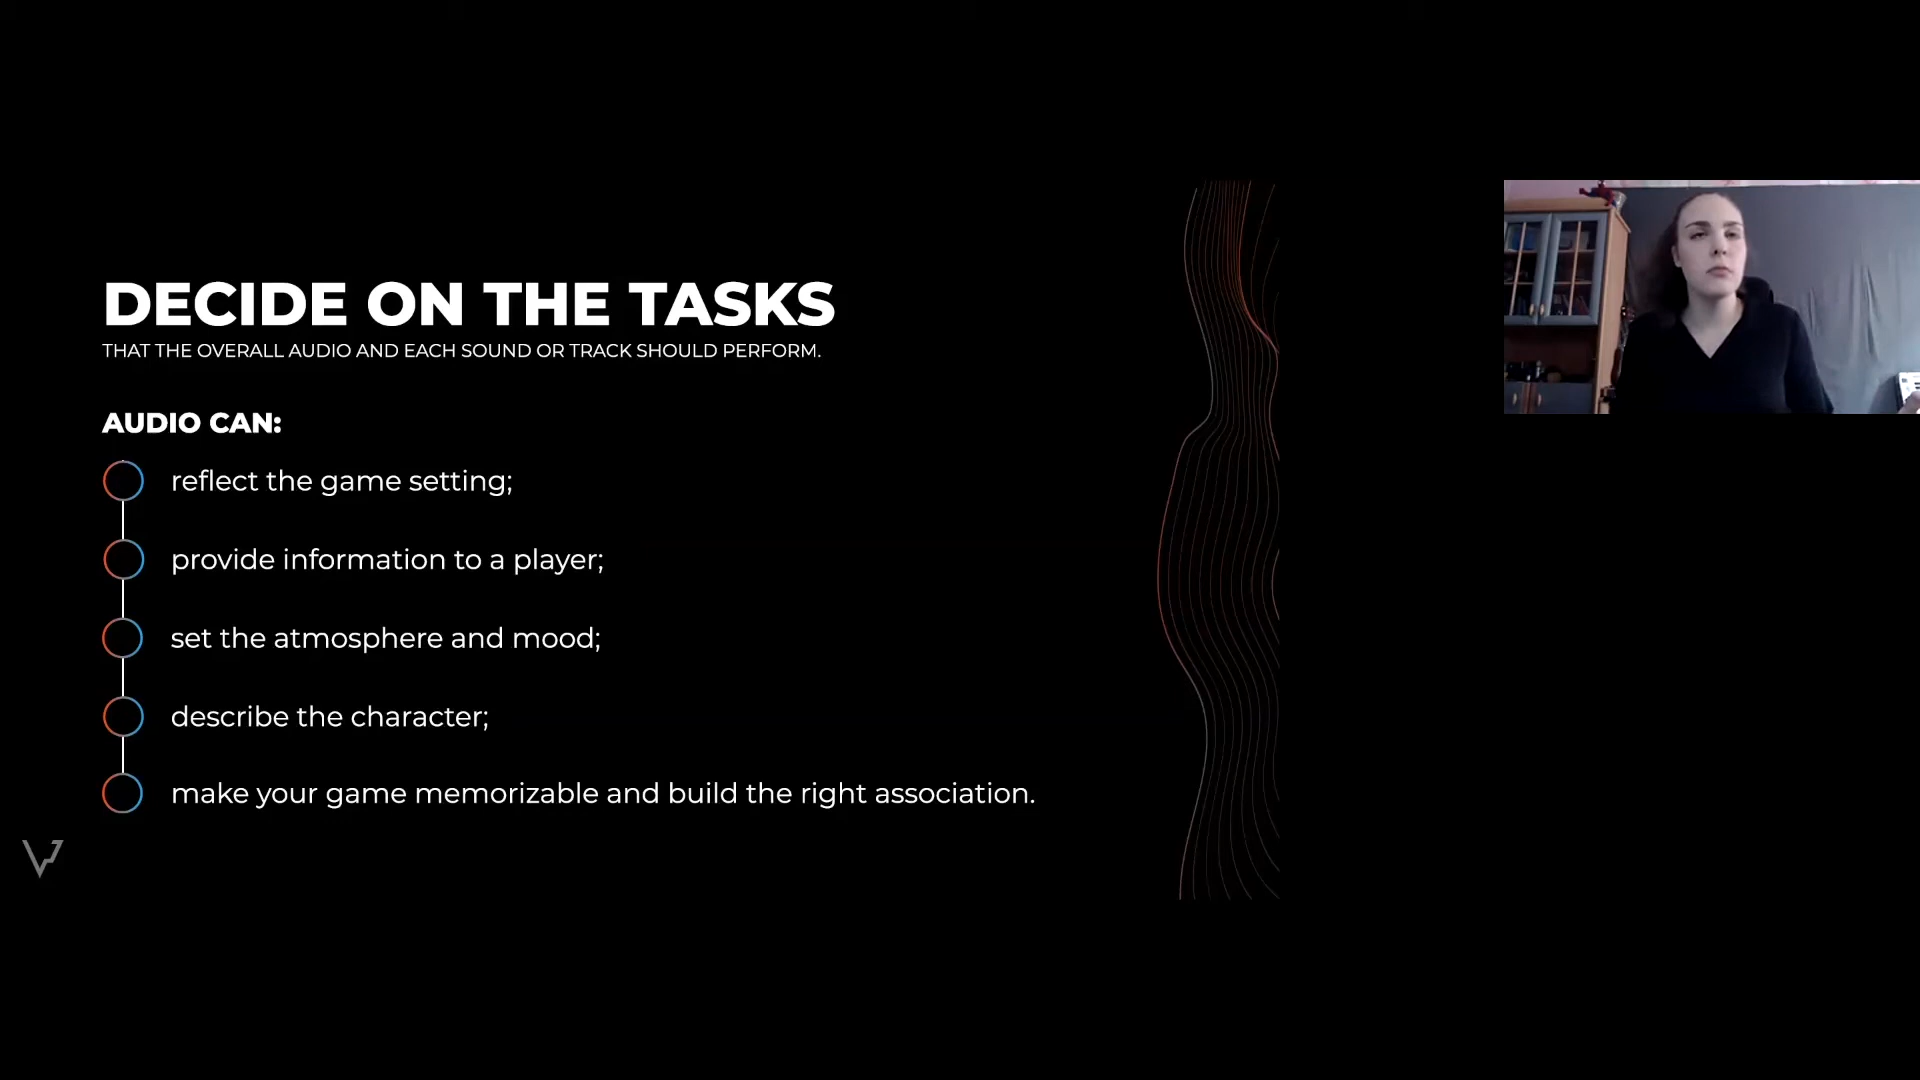 DECIDE ON THE TASKS
THAT THE OVERALL AUDIO AND EACH SOUND OR TRACK SHOULD PERFORM.
AUDIO CAN:
reflect the game setting;
provide information to a player;
set the atmosphere and mood;
describe the character;
make your game memorizable and build the right association.